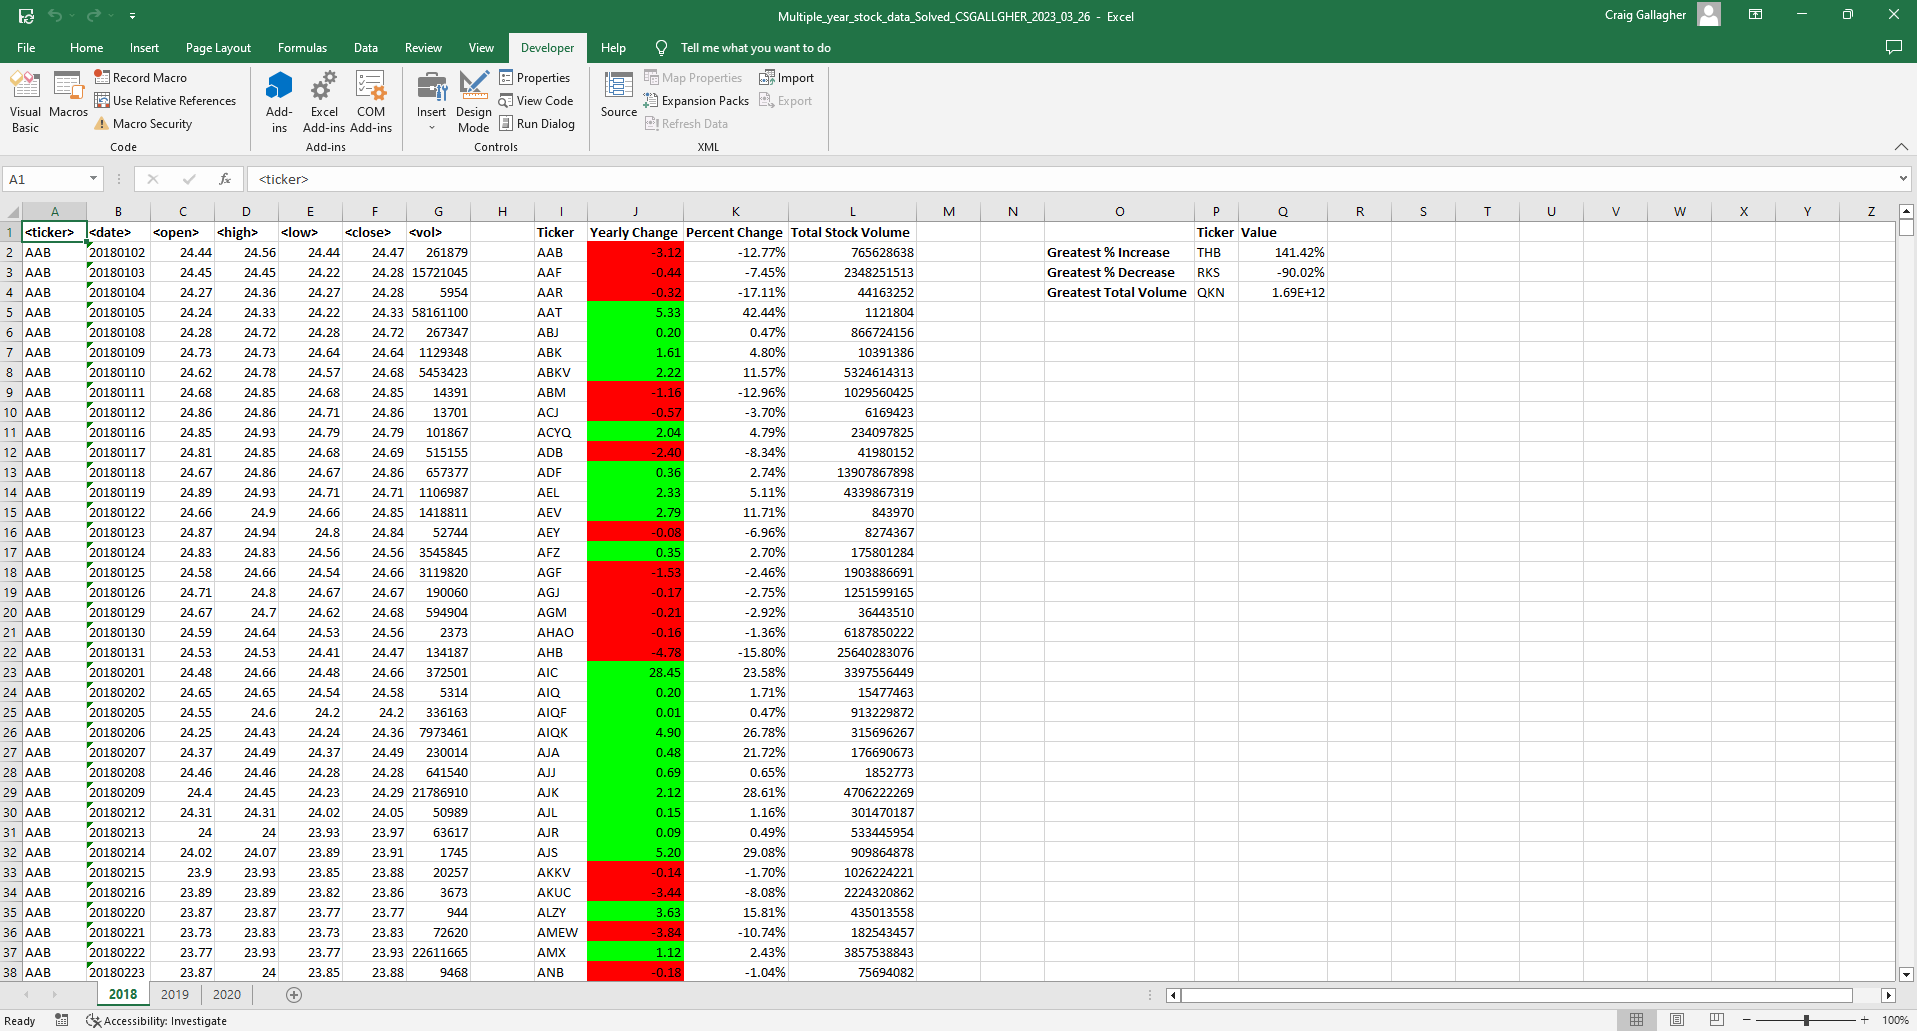 Multiple_year_stock_data_Solved_CSGALLGHER_2023_03_26 - Excel
Craig Gallagher
File Home Insert Page Layout Formulas Data Review View Developer Help Tell me what you want to do
Visual Basic
Macros
Record Macro
Use Relative References
Macro Security
Code
Add-ins
Excel Add-ins
COM Add-ins
Add-ins
Insert
Design Mode
Properties
View Code
Run Dialog
Controls
Source
Map Properties
Expansion Packs
Refresh Data
Import
Export
XML
A1 fx <ticker>
A B C D E F G H I J K L M N O P Q R S T U V W X Y Z
1 <ticker> <date> <open> <high> <low> <close> <vol> Ticker Yearly Change Percent Change Total Stock Volume Ticker Value
2 AAB 20180102 24.44 24.56 24.44 24.47 261879 AAB -3.12 -12.77% 765628638 Greatest % Increase THB 141.42%
3 AAB 20180103 24.45 24.45 24.22 24.28 15721045 AAF -0.44 -7.45% 2348251513 Greatest % Decrease RKS -90.02%
4 AAB 20180104 24.27 24.36 24.27 24.28 5954 AAR -0.32 -17.11% 44163252 Greatest Total Volume QKN 1.69E+12
5 AAB 20180105 24.24 24.33 24.22 24.33 58161100 AAT 5.33 42.44% 1121804
6 AAB 20180108 24.28 24.72 24.28 24.72 267347 ABJ 0.20 0.47% 866724156
7 AAB 20180109 24.73 24.73 24.64 24.64 1129348 ABK 1.61 4.80% 10391386
8 AAB 20180110 24.62 24.78 24.57 24.68 5453423 ABKV 2.22 11.57% 5324614313
9 AAB 20180111 24.68 24.85 24.68 24.85 14391 ABM -1.16 -12.96% 1029560425
10 AAB 20180112 24.86 24.86 24.71 24.86 13701 ACJ -0.57 -3.70% 6169423
11 AAB 20180116 24.85 24.93 24.79 24.79 101867 ACYQ 2.04 4.79% 234097825
12 AAB 20180117 24.81 24.85 24.68 24.69 515155 ADB -2.40 -8.34% 41980152
13 AAB 20180118 24.67 24.86 24.67 24.86 657377 ADF 0.36 2.74% 13907867898
14 AAB 20180119 24.89 24.93 24.71 24.71 1106987 AEL 2.33 5.11% 4339867319
15 AAB 20180122 24.66 24.9 24.66 24.85 1418811 AEV 2.79 11.71% 843970
16 AAB 20180123 24.87 24.94 24.8 24.84 52744 AEY -0.08 -6.96% 8274367
17 AAB 20180124 24.83 24.83 24.56 24.56 3545845 AFZ 0.35 2.70% 175801284
18 AAB 20180125 24.58 24.66 24.54 24.66 3119820 AGF -1.53 -2.46% 1903886691
19 AAB 20180126 24.71 24.8 24.67 24.67 190060 AGJ -0.17 -2.75% 1251599165
20 AAB 20180129 24.67 24.7 24.62 24.68 594904 AGM -0.21 -2.92% 36443510
21 AAB 20180130 24.59 24.64 24.53 24.56 2373 AHAO -0.16 -1.36% 6187850222
22 AAB 20180131 24.53 24.53 24.41 24.47 134187 AHB -4.78 -15.80% 25640283076
23 AAB 20180201 24.48 24.66 24.48 24.66 372501 AIC 28.45 23.58% 3397556449
24 AAB 20180202 24.65 24.65 24.54 24.58 5314 AIQ 0.20 1.71% 15477463
25 AAB 20180205 24.55 24.6 24.2 24.2 336163 AIQF 0.01 0.47% 913229872
26 AAB 20180206 24.25 24.43 24.24 24.36 7973461 AIQK 4.90 26.78% 315696267
27 AAB 20180207 24.37 24.49 24.37 24.49 230014 AJA 0.48 21.72% 176690673
28 AAB 20180208 24.46 24.46 24.28 24.28 641540 AJJ 0.69 0.65% 1852773
29 AAB 20180209 24.4 24.45 24.23 24.29 21786910 AJK 2.12 28.61% 4706222269
30 AAB 20180212 24.31 24.31 24.02 24.05 50989 AJL 0.15 1.16% 301470187
31 AAB 20180213 24 24 23.93 23.97 63617 AJR 0.09 0.49% 533445954
32 AAB 20180214 24.02 24.07 23.89 23.91 1745 AJS 5.20 29.08% 909864878
33 AAB 20180215 23.9 23.93 23.85 23.88 20257 AKKV -0.14 -1.70% 1026224221
34 AAB 20180216 23.89 23.89 23.82 23.86 3673 AKUC -3.44 -8.08% 2224320862
35 AAB 20180220 23.87 23.87 23.77 23.77 944 ALZY 3.63 15.81% 435013558
36 AAB 20180221 23.73 23.83 23.73 23.83 72620 AMEW -3.84 -10.74% 182543457
37 AAB 20180222 23.77 23.93 23.77 23.93 22611665 AMX 1.12 2.43% 3857538843
38 AAB 20180223 23.87 24 23.85 23.88 9468 ANB -0.18 -1.04% 75694082
2018 2019 2020
Ready Accessibility: Investigate 100%